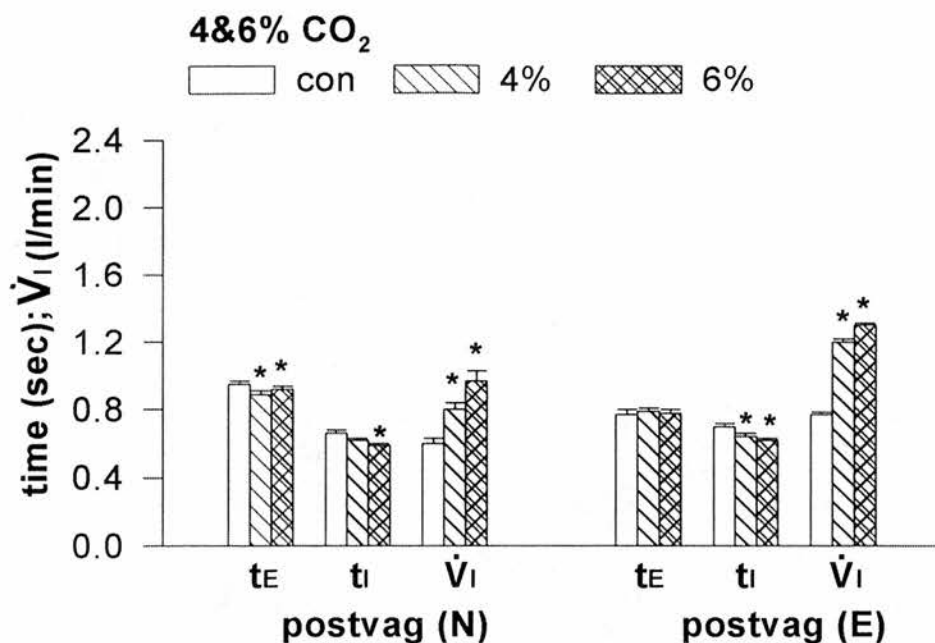 4&6% CO₂
con 4% 6%
time (sec); V̇I (l/min)
2.4
2.0
1.6
1.2
0.8
0.4
0.0
* * * * * * * * *
tE tI V̇I tE tI V̇I
postvag (N) postvag (E)